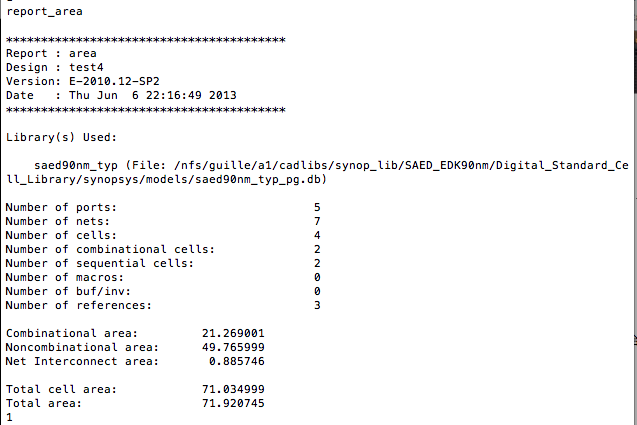 report_area
****************************************
Report : area
Design : test4
Version: E-2010.12-SP2
Date   : Thu Jun  6 22:16:49 2013
****************************************
Library(s) Used:
    saed90nm_typ (File: /nfs/guille/a1/cadlibs/synop_lib/SAED_EDK90nm/Digital_Standard_Ce
ll_Library/synopsys/models/saed90nm_typ_pg.db)
Number of ports:                            5
Number of nets:                             7
Number of cells:                            4
Number of combinational cells:              2
Number of sequential cells:                 2
Number of macros:                           0
Number of buf/inv:                          0
Number of references:                       3
Combinational area:         21.269001
Noncombinational area:      49.765999
Net Interconnect area:       0.885746
Total cell area:            71.034999
Total area:                 71.920745
1